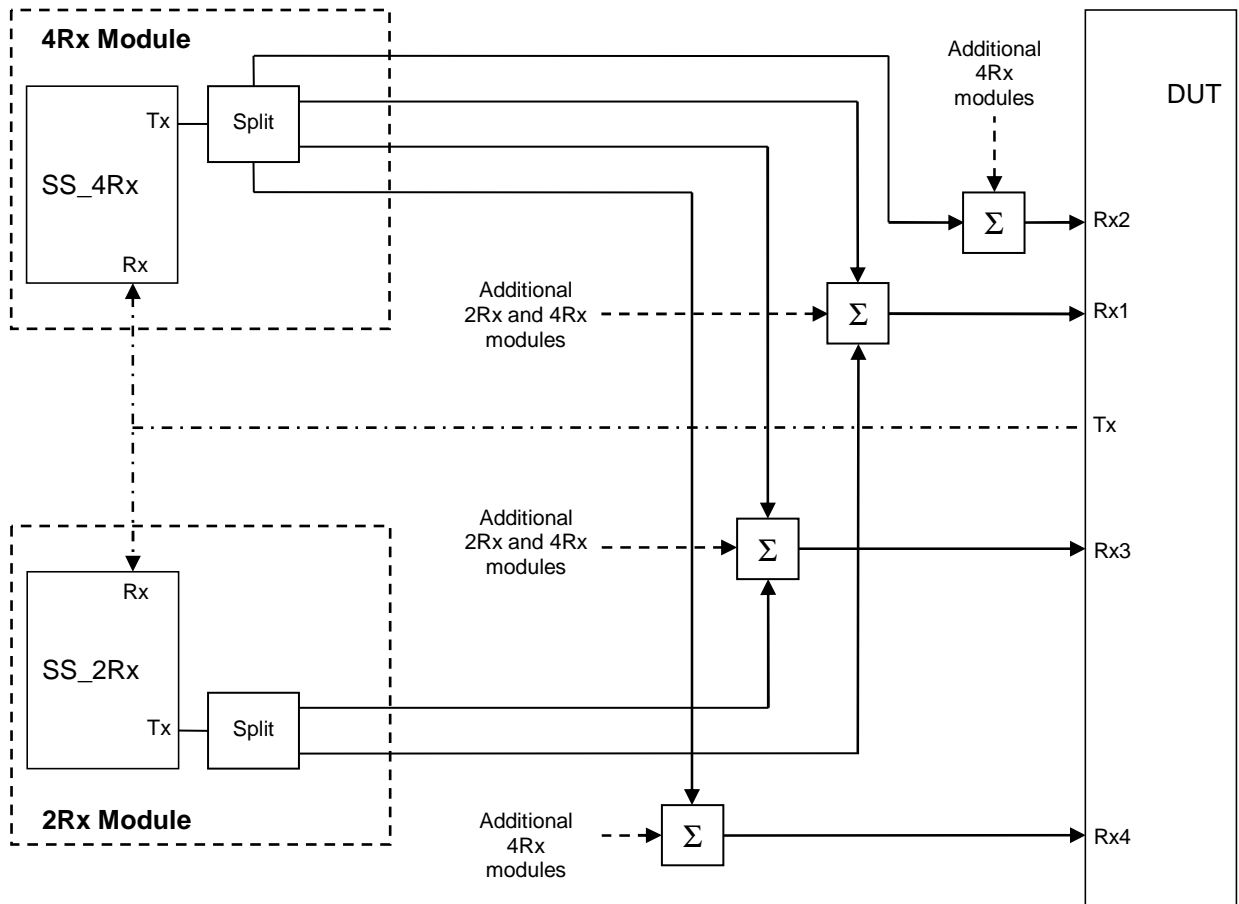 4Rx Module
Additional
4Rx
modules
DUT
Tx
Split
SS_4Rx
Rx
Σ
Rx2
Additional
2Rx and 4Rx
modules
Σ
Rx1
Tx
Additional
2Rx and 4Rx
modules
Σ
Rx3
Rx
SS_2Rx
Tx
Split
2Rx Module
Additional
4Rx
modules
Σ
Rx4